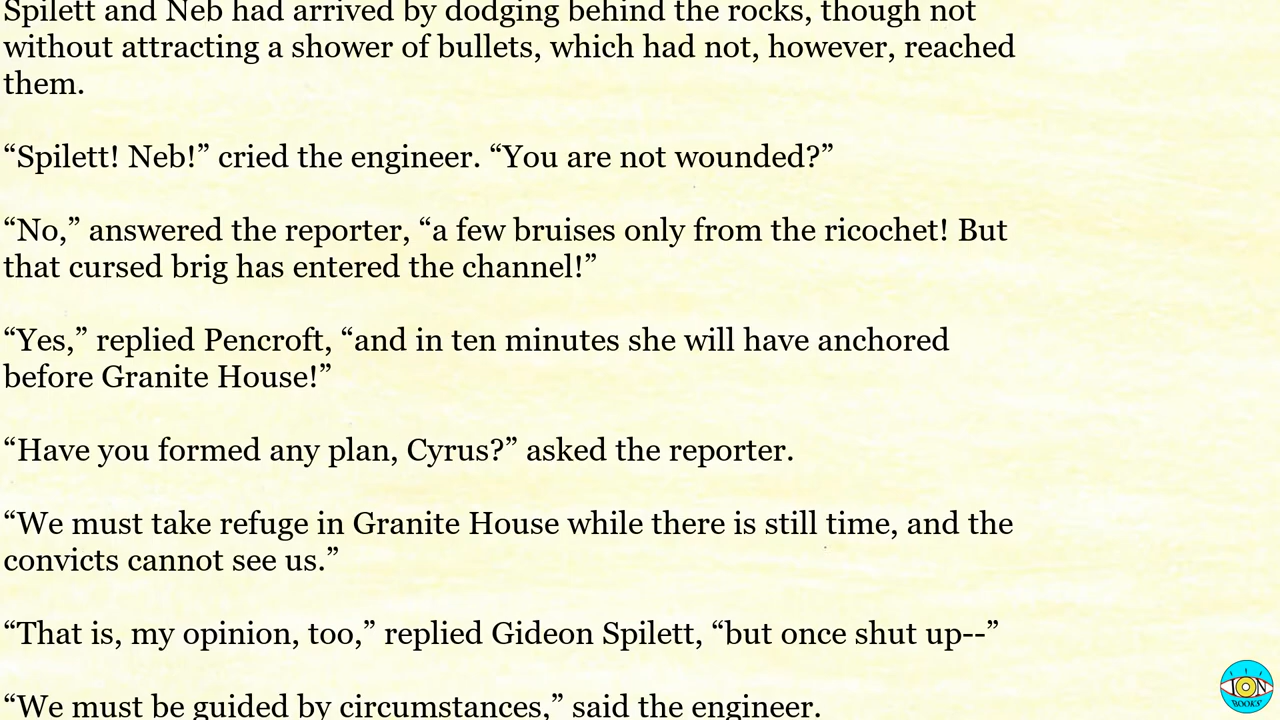 Spilett and Neb had arrived by dodging behind the rocks, though not
without attracting a shower of bullets, which had not, however, reached
them.
“Spilett! Neb!” cried the engineer. “You are not wounded?”
“No,” answered the reporter, “a few bruises only from the ricochet! But
that cursed brig has entered the channel!”
“Yes,” replied Pencroft, “and in ten minutes she will have anchored
before Granite House!”
“Have you formed any plan, Cyrus?” asked the reporter.
“We must take refuge in Granite House while there is still time, and the
convicts cannot see us.”
“That is, my opinion, too,” replied Gideon Spilett, “but once shut up--”
“We must be guided by circumstances,” said the engineer.
ION
BOOKS